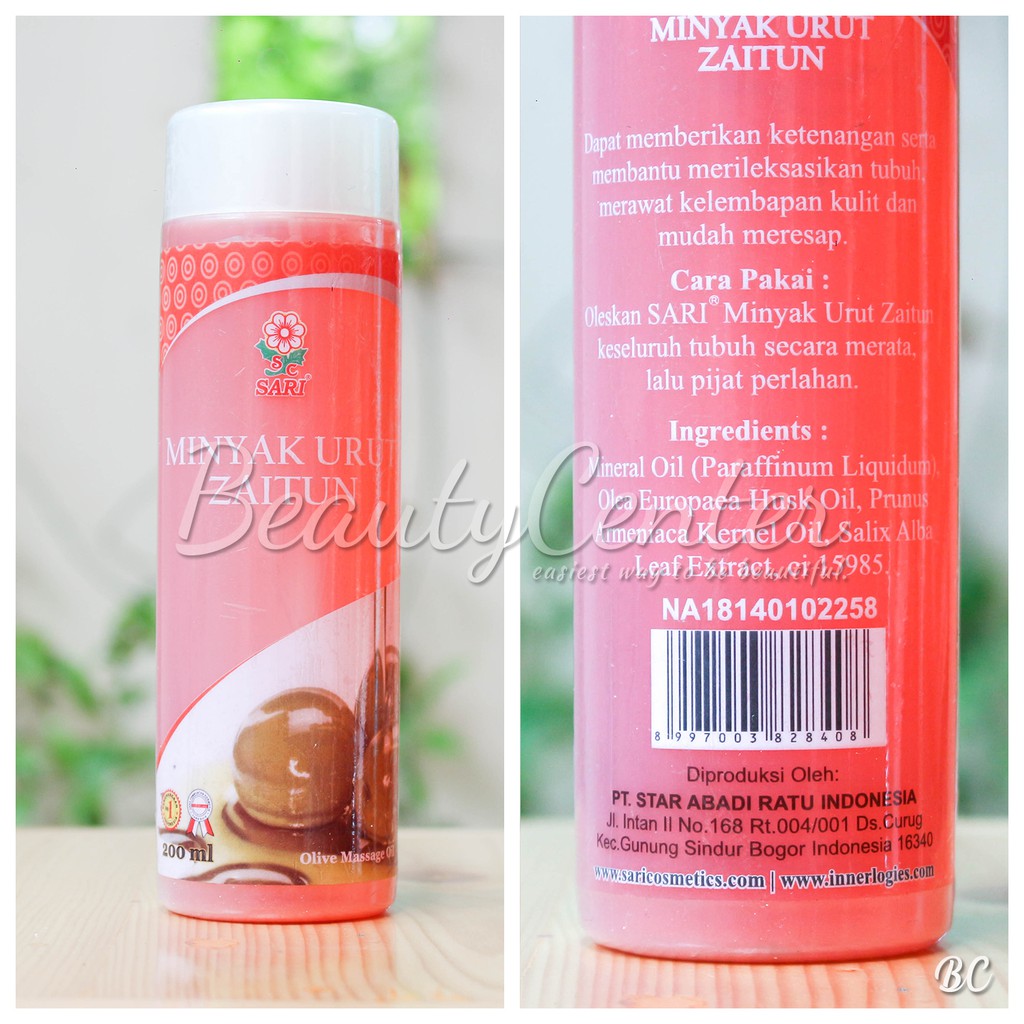 SC
SARI®
MINYAK URUT
ZAITUN
200 ml
Olive Massage Oil
MINYAK URUT
ZAITUN
Dapat memberikan ketenangan serta
membantu merileksasikan tubuh,
merawat kelembapan kulit dan
mudah meresap.
Cara Pakai :
Oleskan SARI® Minyak Urut Zaitun
keseluruh tubuh secara merata,
lalu pijat perlahan.
Ingredients :
Mineral Oil (Paraffinum Liquidum),
Olea Europaea Husk Oil, Prunus
Armeniaca Kernel Oil, Salix Alba
Leaf Extract, ci 15985.
NA18140102258
8 997003 828408
Diproduksi Oleh:
PT. STAR ABADI RATU INDONESIA
Jl. Intan II No.168 Rt.004/001 Ds.Curug
Kec.Gunung Sindur Bogor Indonesia 16340
www.saricosmetics.com | www.innerlogies.com
BeautyCenter
easiest way to be beautiful.
BC